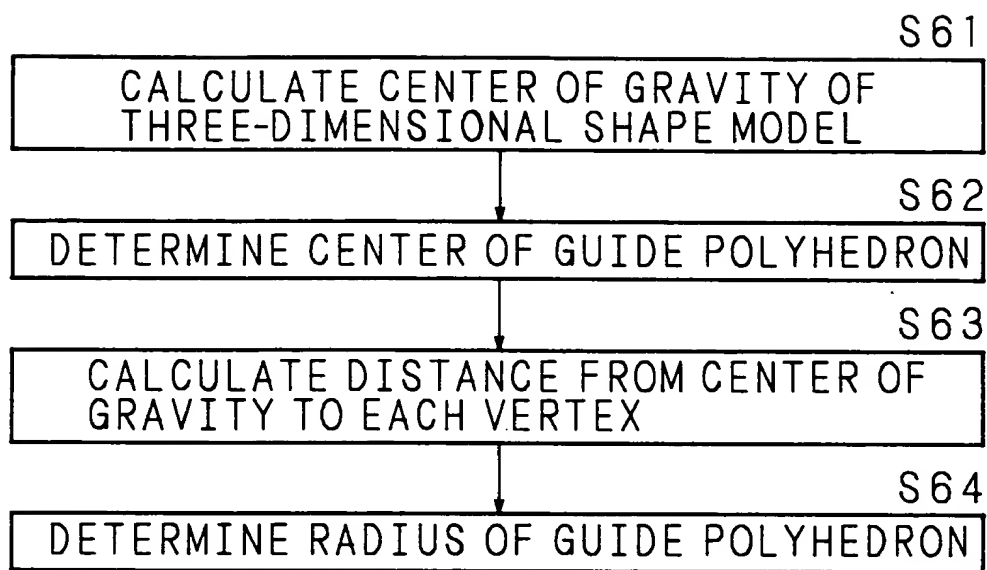 S61
CALCULATE CENTER OF GRAVITY OF
THREE-DIMENSIONAL SHAPE MODEL
S62
DETERMINE CENTER OF GUIDE POLYHEDRON
S63
CALCULATE DISTANCE FROM CENTER OF
GRAVITY TO EACH VERTEX
S64
DETERMINE RADIUS OF GUIDE POLYHEDRON